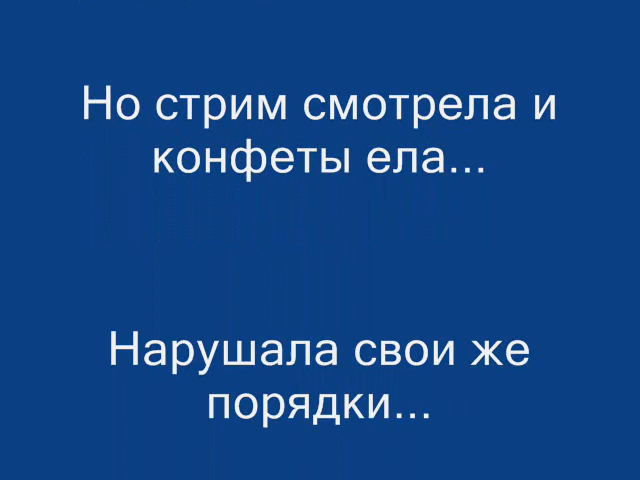 Но стрим смотрела и
конфеты ела...
Нарушала свои же
порядки...